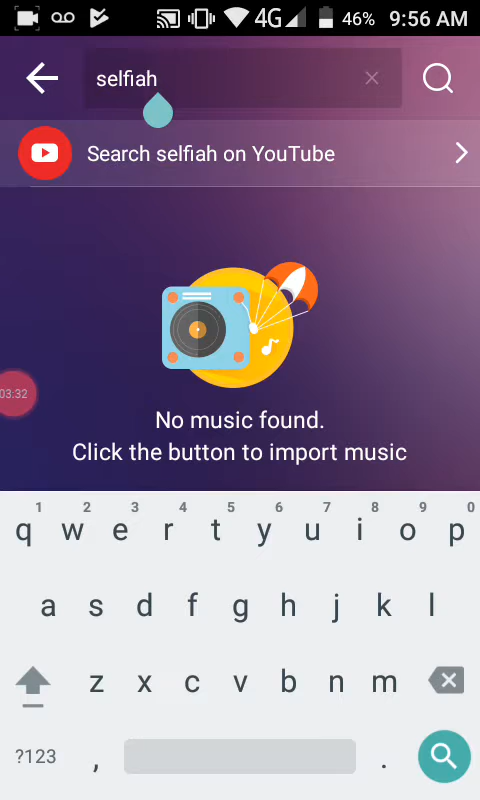 4G 46% 9:56 AM
selfiah
Search selfiah on YouTube
03:32
No music found.
Click the button to import music
1 2 3 4 5 6 7 8 9 0
q w e r t y u i o p
a s d f g h j k l
z x c v b n m
?123 , .